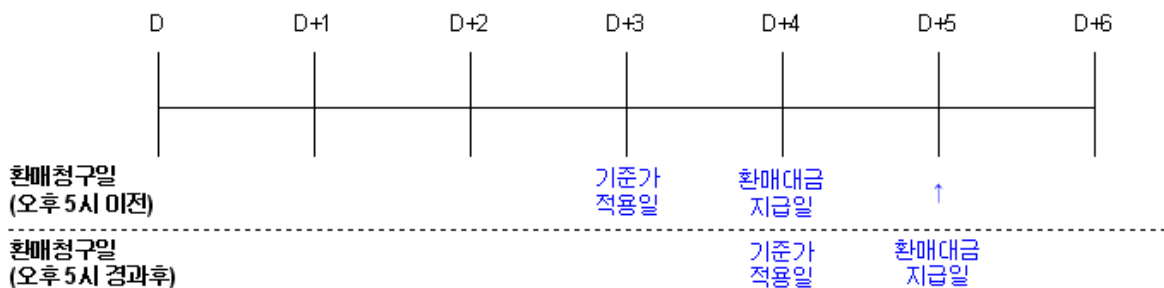 D D+1 D+2 D+3 D+4 D+5 D+6
환매청구일 기준가 환매대금 ↑
(오후 5시 이전) 적용일 지급일
환매청구일 기준가 환매대금
(오후 5시 경과후) 적용일 지급일